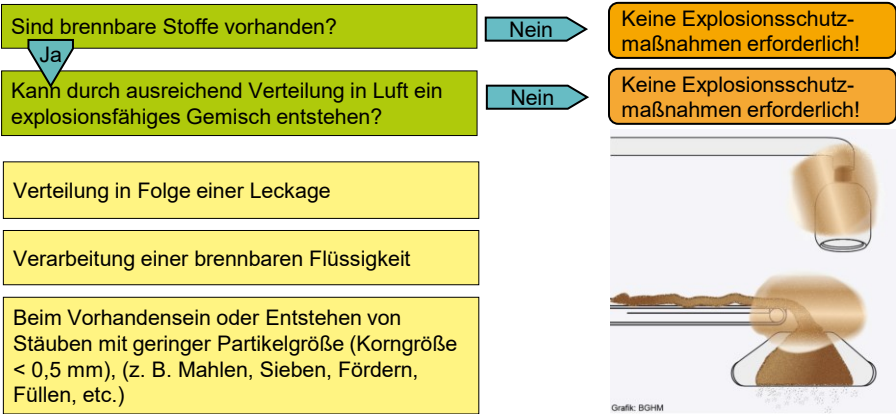 Sind brennbare Stoffe vorhanden?
Nein
Keine Explosionsschutz-
maßnahmen erforderlich!
Ja
Kann durch ausreichend Verteilung in Luft ein
explosionsfähiges Gemisch entstehen?
Nein
Keine Explosionsschutz-
maßnahmen erforderlich!
Verteilung in Folge einer Leckage
Verarbeitung einer brennbaren Flüssigkeit
Beim Vorhandensein oder Entstehen von
Stäuben mit geringer Partikelgröße (Korngröße
< 0,5 mm), (z. B. Mahlen, Sieben, Fördern,
Füllen, etc.)
Grafik: BGHM